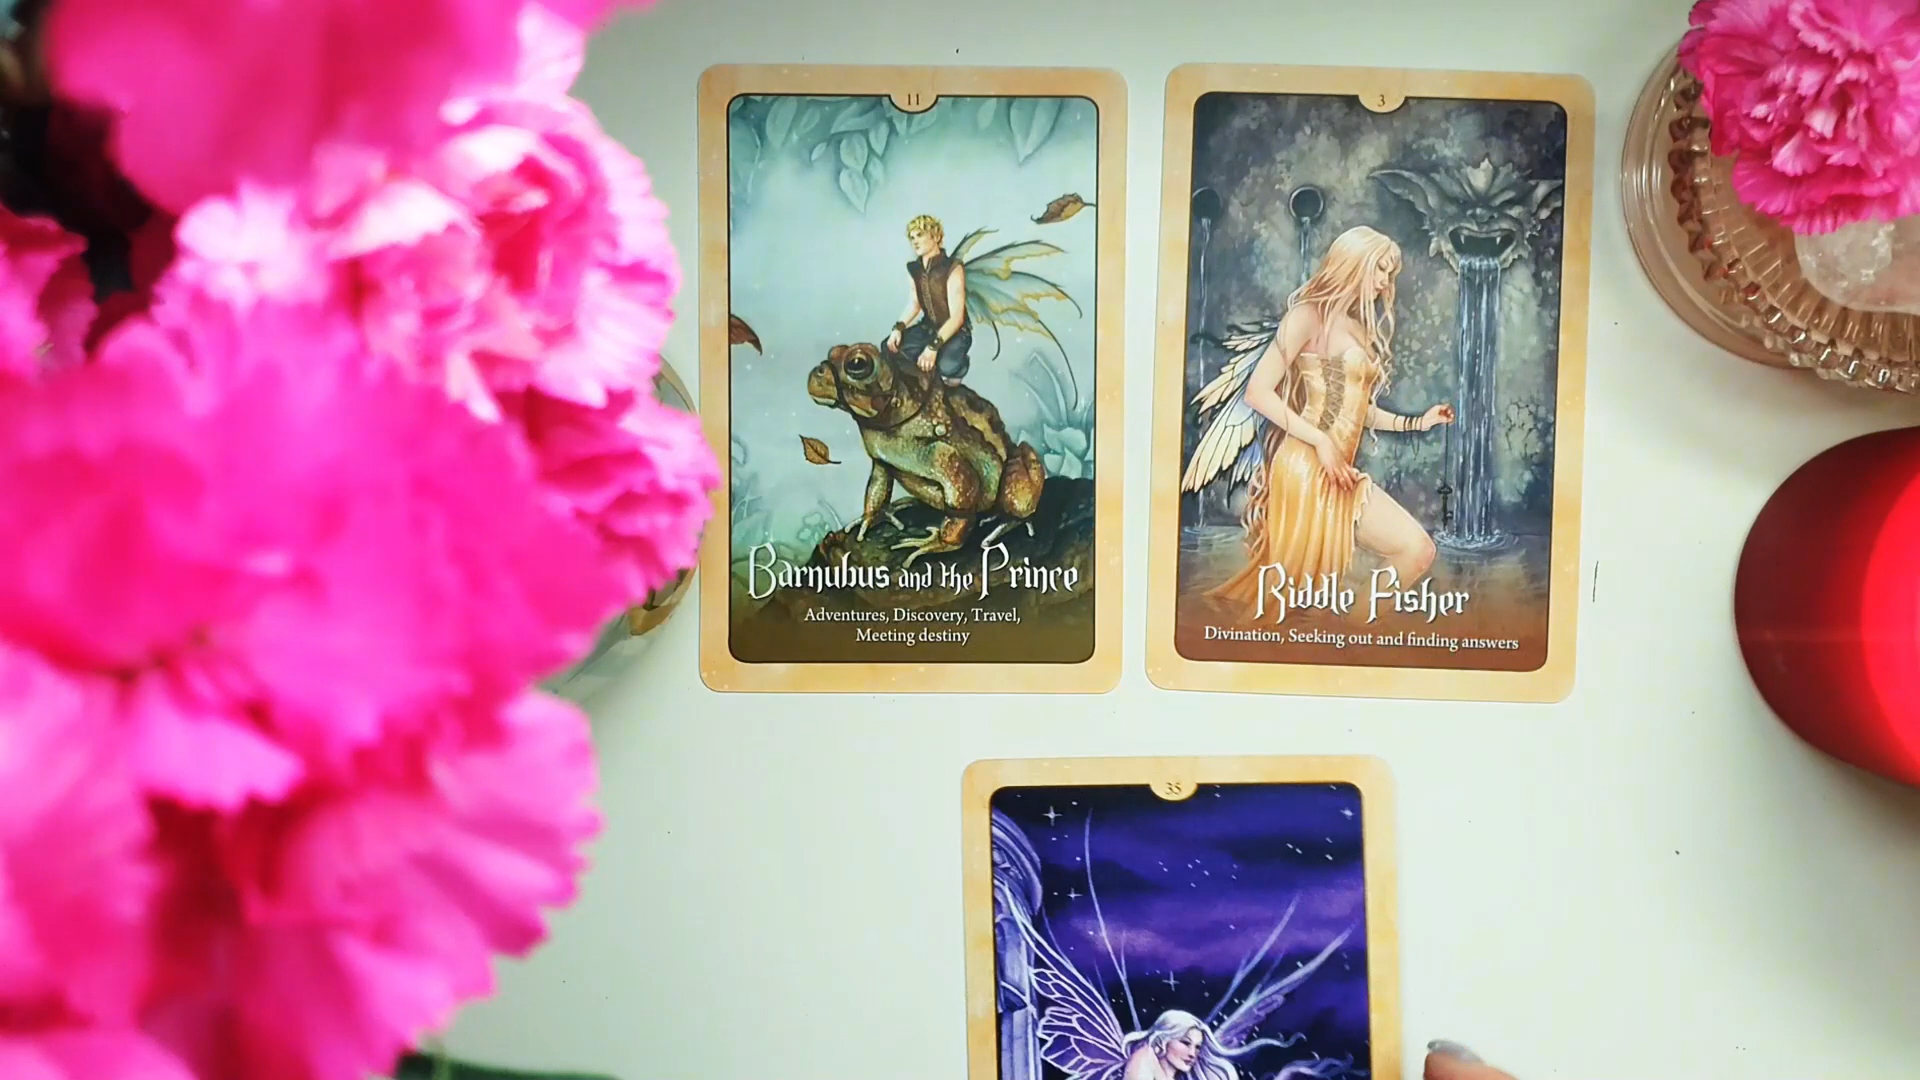 11
Barnubus and the Prince
Adventures, Discovery, Travel,
Meeting destiny
3
Riddle Fisher
Divination, Seeking out and finding answers
35